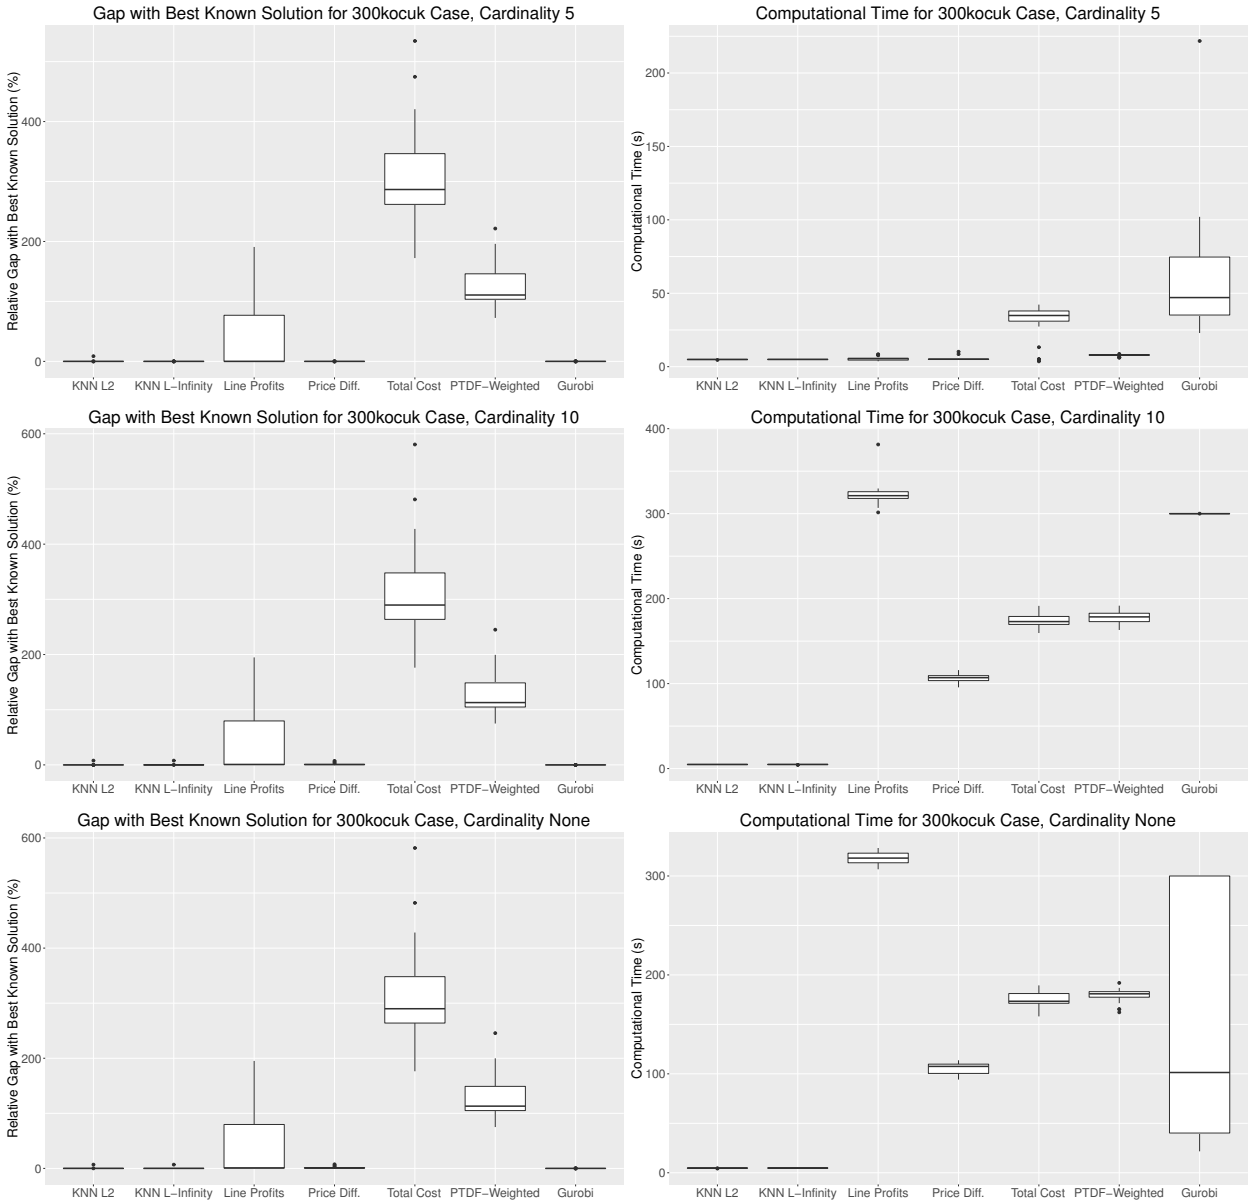 Gap with Best Known Solution for 300kocuk Case, Cardinality 5
Relative Gap with Best Known Solution (%)
400
200
0
KNN L2 KNN L−Infinity Line Profits Price Diff. Total Cost PTDF−Weighted Gurobi
Computational Time for 300kocuk Case, Cardinality 5
Computational Time (s)
200
150
100
50
0
KNN L2 KNN L−Infinity Line Profits Price Diff. Total Cost PTDF−Weighted Gurobi
Gap with Best Known Solution for 300kocuk Case, Cardinality 10
Relative Gap with Best Known Solution (%)
600
400
200
0
KNN L2 KNN L−Infinity Line Profits Price Diff. Total Cost PTDF−Weighted Gurobi
Computational Time for 300kocuk Case, Cardinality 10
Computational Time (s)
400
300
200
100
0
KNN L2 KNN L−Infinity Line Profits Price Diff. Total Cost PTDF−Weighted Gurobi
Gap with Best Known Solution for 300kocuk Case, Cardinality None
Relative Gap with Best Known Solution (%)
600
400
200
0
KNN L2 KNN L−Infinity Line Profits Price Diff. Total Cost PTDF−Weighted Gurobi
Computational Time for 300kocuk Case, Cardinality None
Computational Time (s)
300
200
100
0
KNN L2 KNN L−Infinity Line Profits Price Diff. Total Cost PTDF−Weighted Gurobi